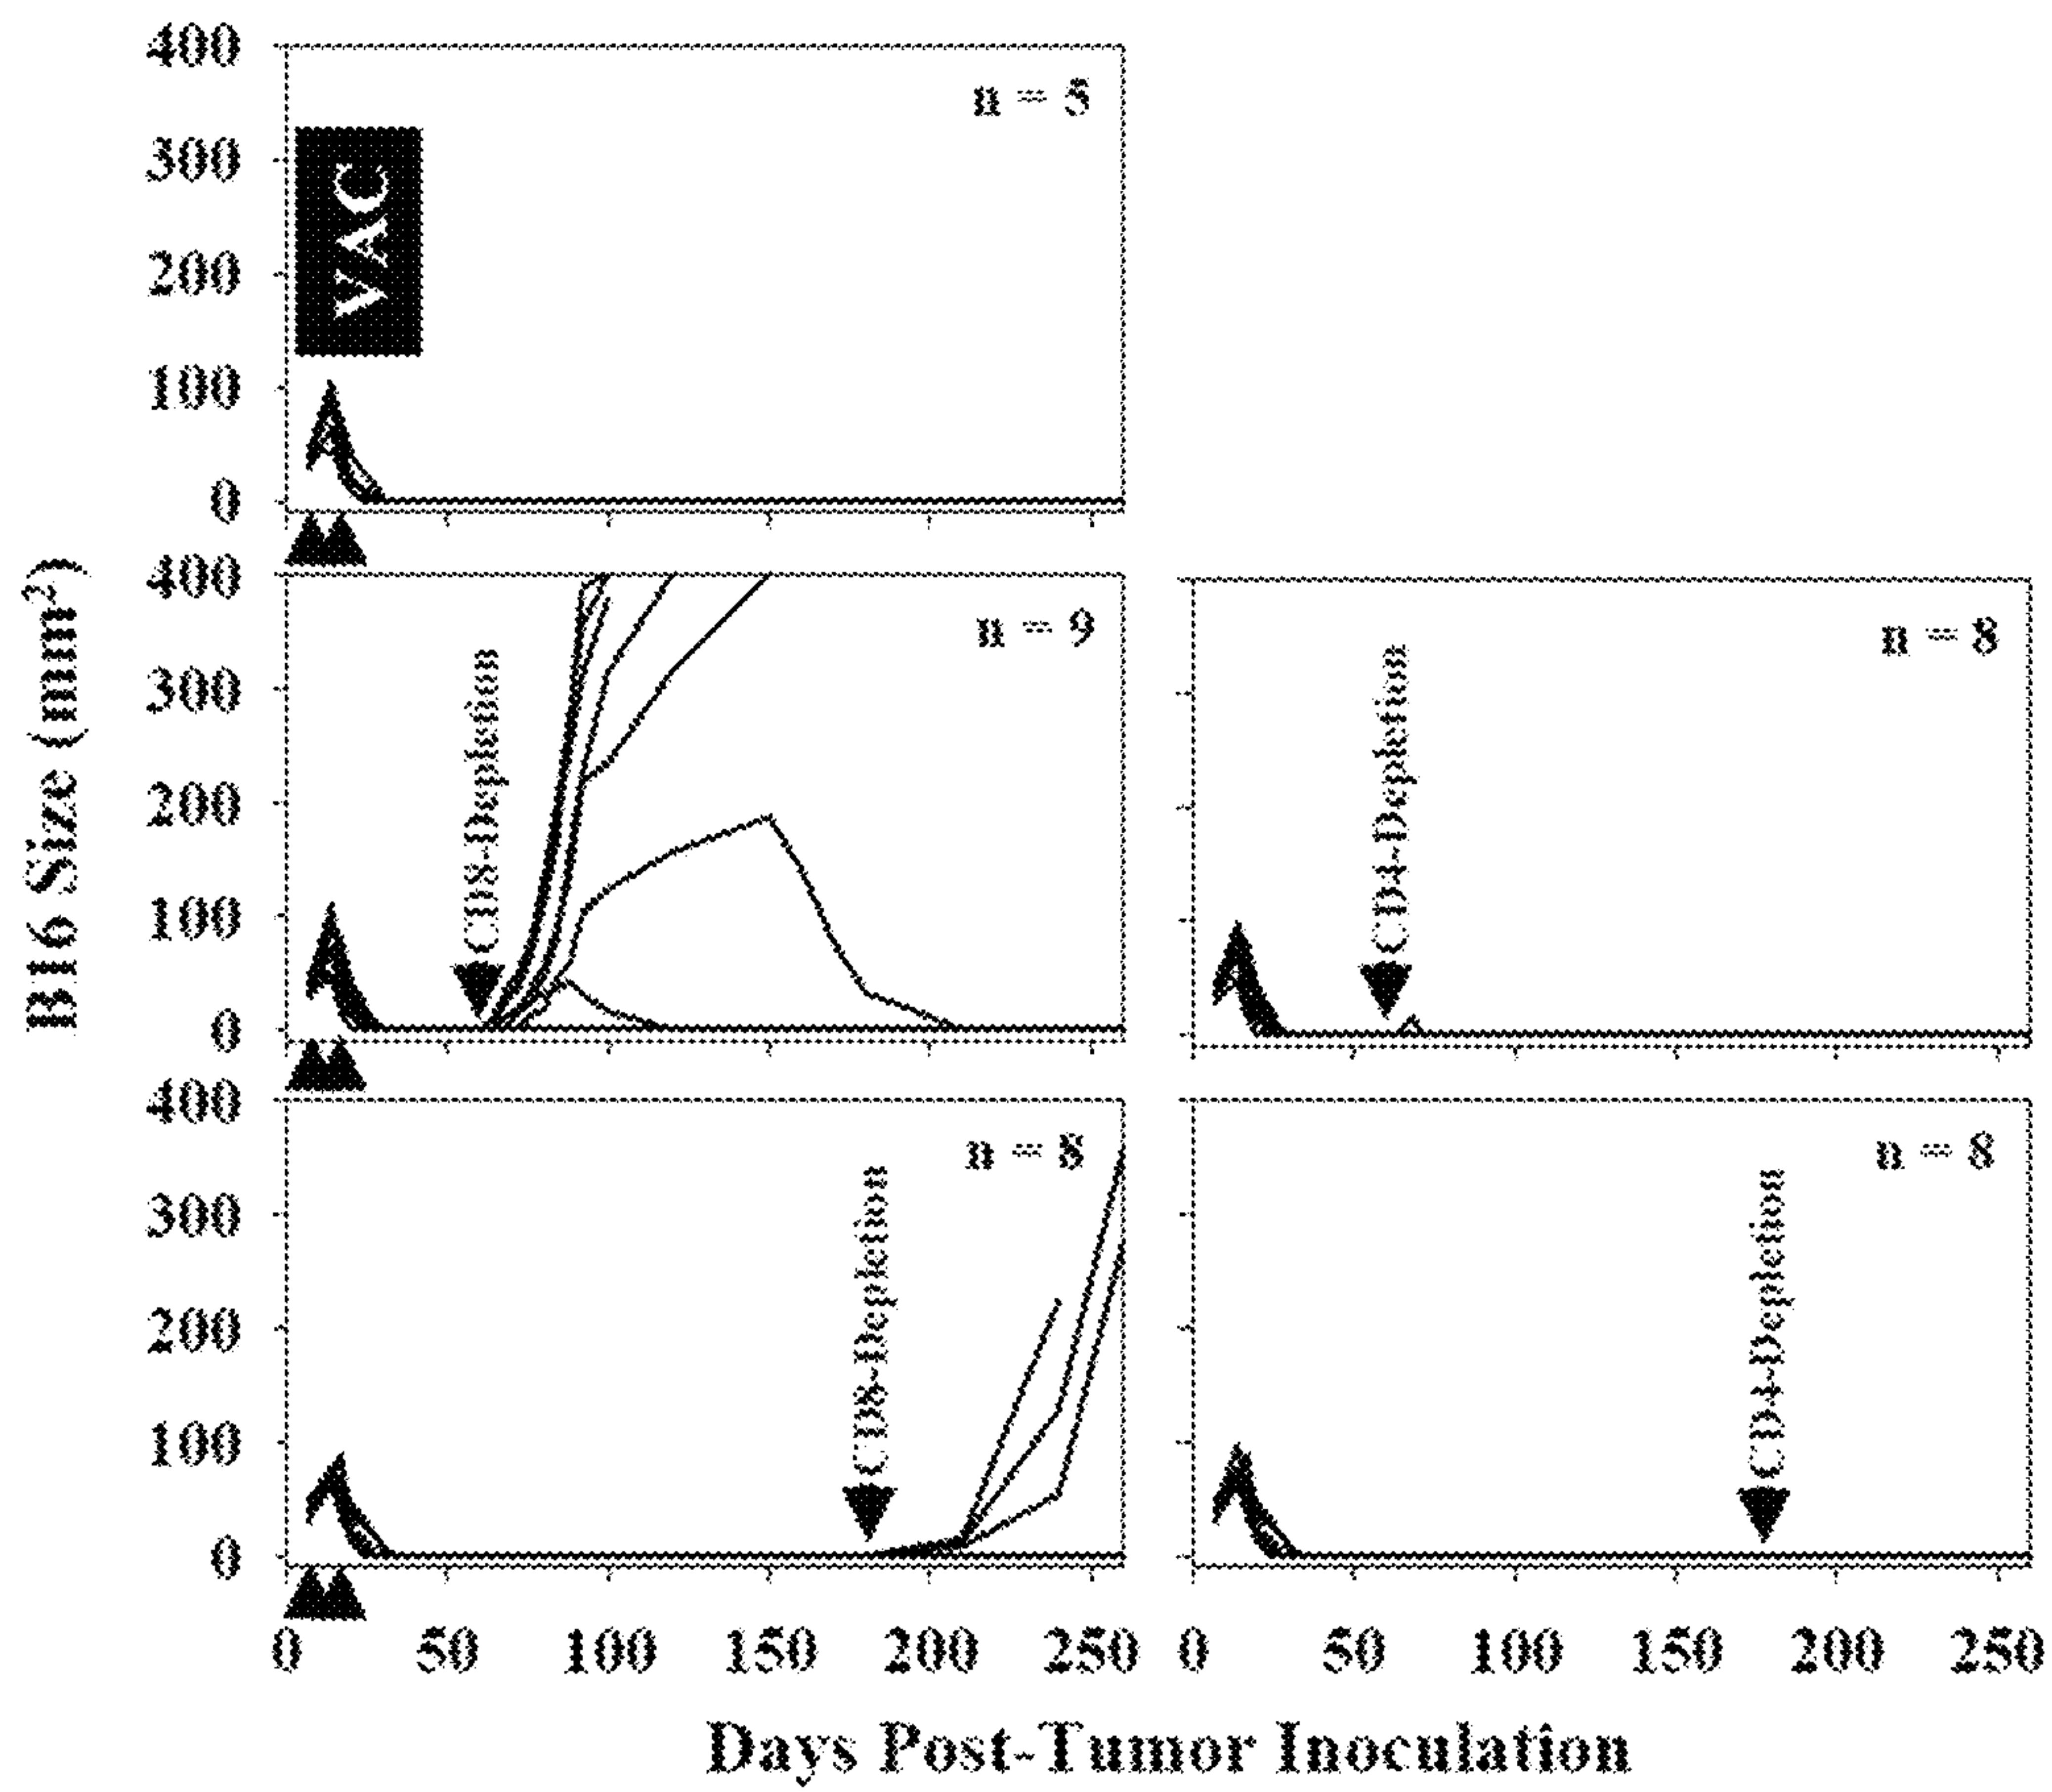 B16 Size (mm²)
400
300
200
100
0
n = 5
VAC
400
300
200
100
0
n = 9
CD8-Depletion
n = 8
CD4-Depletion
400
300
200
100
0
n = 8
CD8-Depletion
n = 8
CD4-Depletion
0 50 100 150 200 250
0 50 100 150 200 250
Days Post-Tumor Inoculation